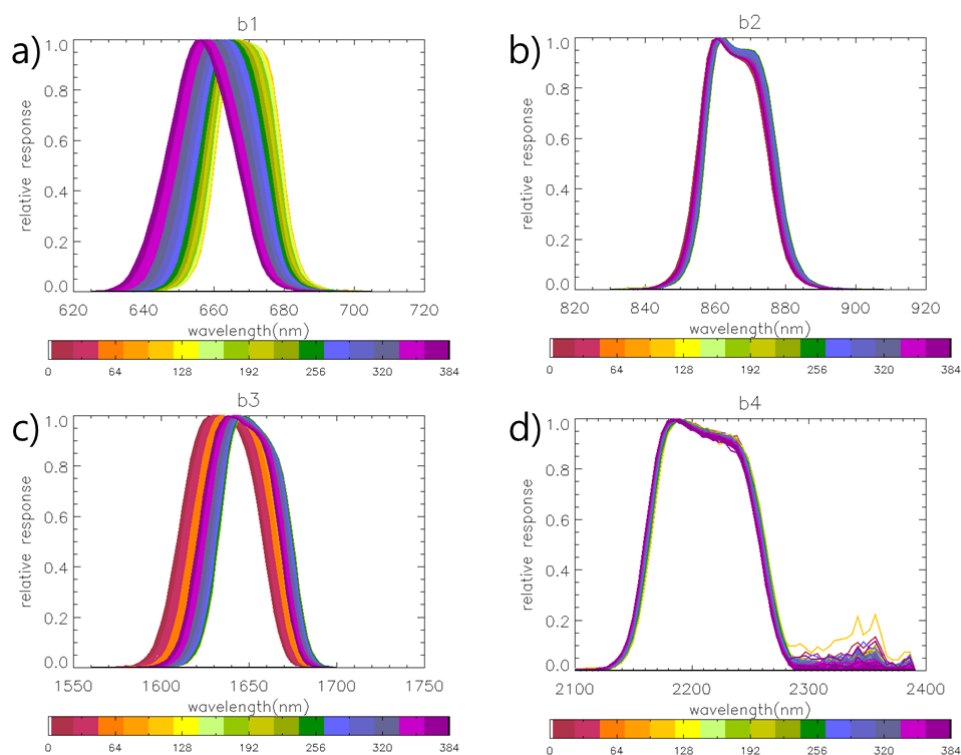 a)
b1
relative response
1.0
0.8
0.6
0.4
0.2
0.0
620 640 660 680 700 720
wavelength(nm)
0 64 128 192 256 320 384
b)
b2
relative response
1.0
0.8
0.6
0.4
0.2
0.0
820 840 860 880 900 920
wavelength(nm)
0 64 128 192 256 320 384
c)
b3
relative response
1.0
0.8
0.6
0.4
0.2
0.0
1550 1600 1650 1700 1750
wavelength(nm)
0 64 128 192 256 320 384
d)
b4
relative response
1.0
0.8
0.6
0.4
0.2
0.0
2100 2200 2300 2400
wavelength(nm)
0 64 128 192 256 320 384